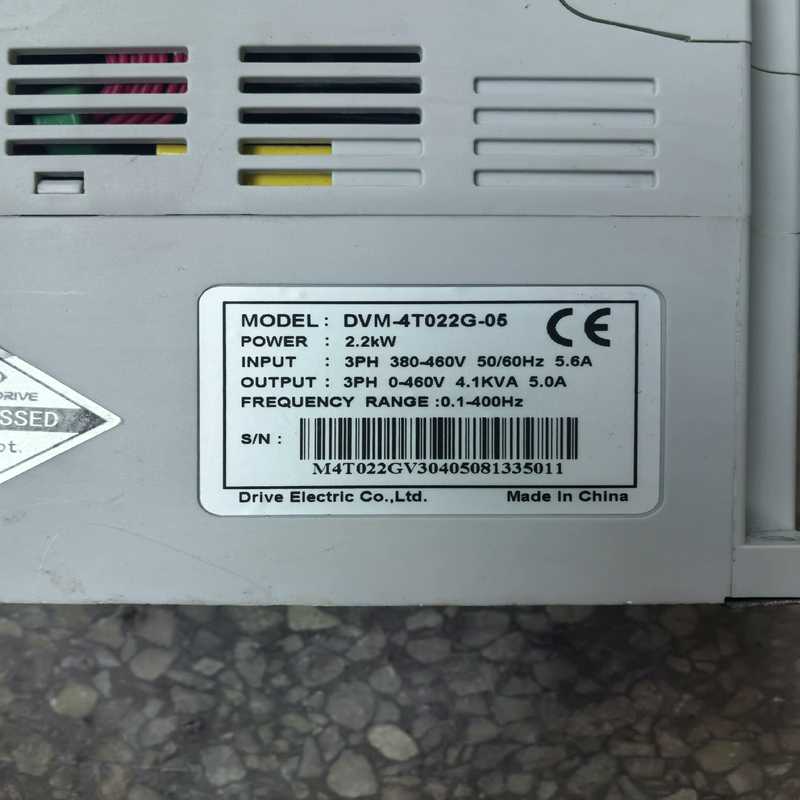 MODEL : DVM-4T022G-05
CE
POWER : 2.2kW
INPUT : 3PH 380-460V 50/60Hz 5.6A
OUTPUT : 3PH 0-460V 4.1KVA 5.0A
FREQUENCY RANGE :0.1-400Hz
S/N :
M4T022GV30405081335011
Drive Electric Co.,Ltd. Made In China
DRIVE
SSED
pt.